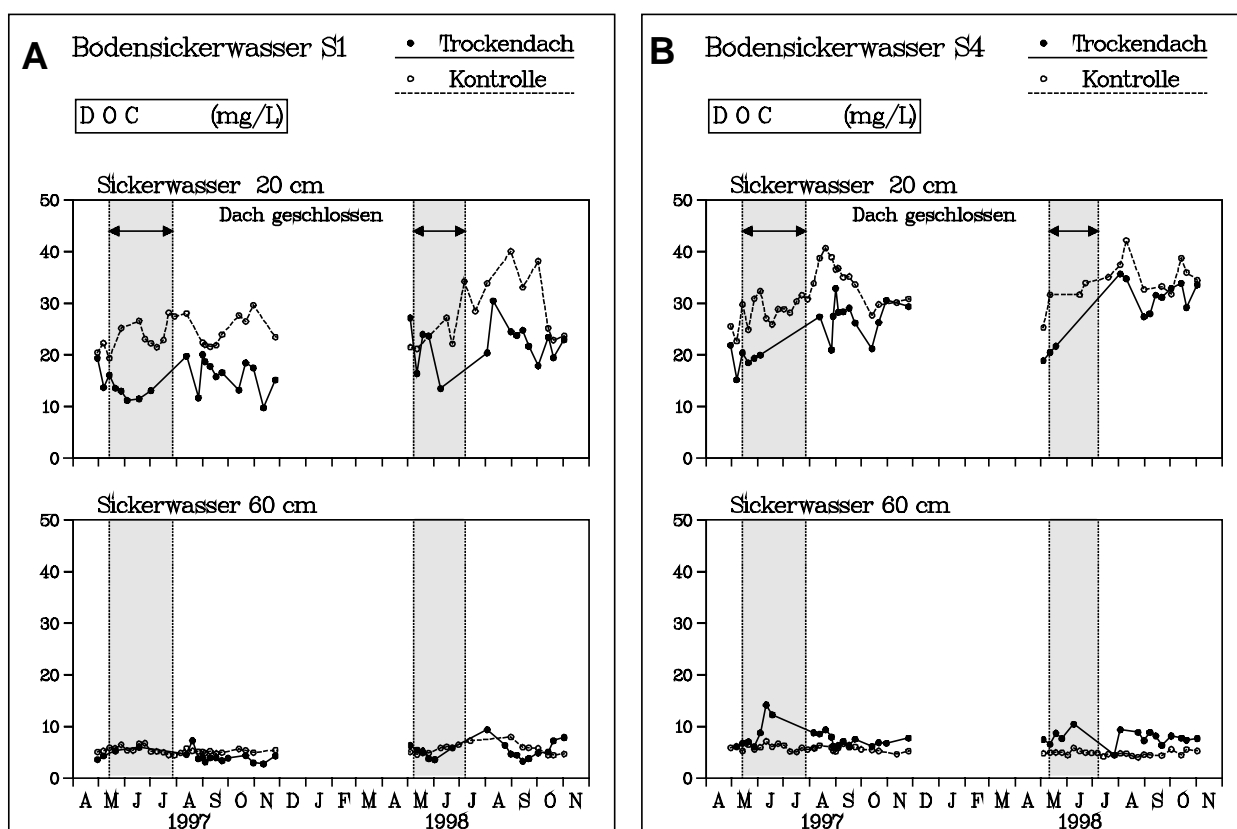 A Bodensickerwasser S1
Trockendach
Kontrolle
D O C (mg/L)
Sickerwasser 20 cm
Dach geschlossen
50
40
30
20
10
0
Sickerwasser 60 cm
50
40
30
20
10
0
A M J J A S O N D J F M A M J J A S O N
1997 1998
B Bodensickerwasser S4
Trockendach
Kontrolle
D O C (mg/L)
Sickerwasser 20 cm
Dach geschlossen
50
40
30
20
10
0
Sickerwasser 60 cm
50
40
30
20
10
0
A M J J A S O N D J F M A M J J A S O N
1997 1998